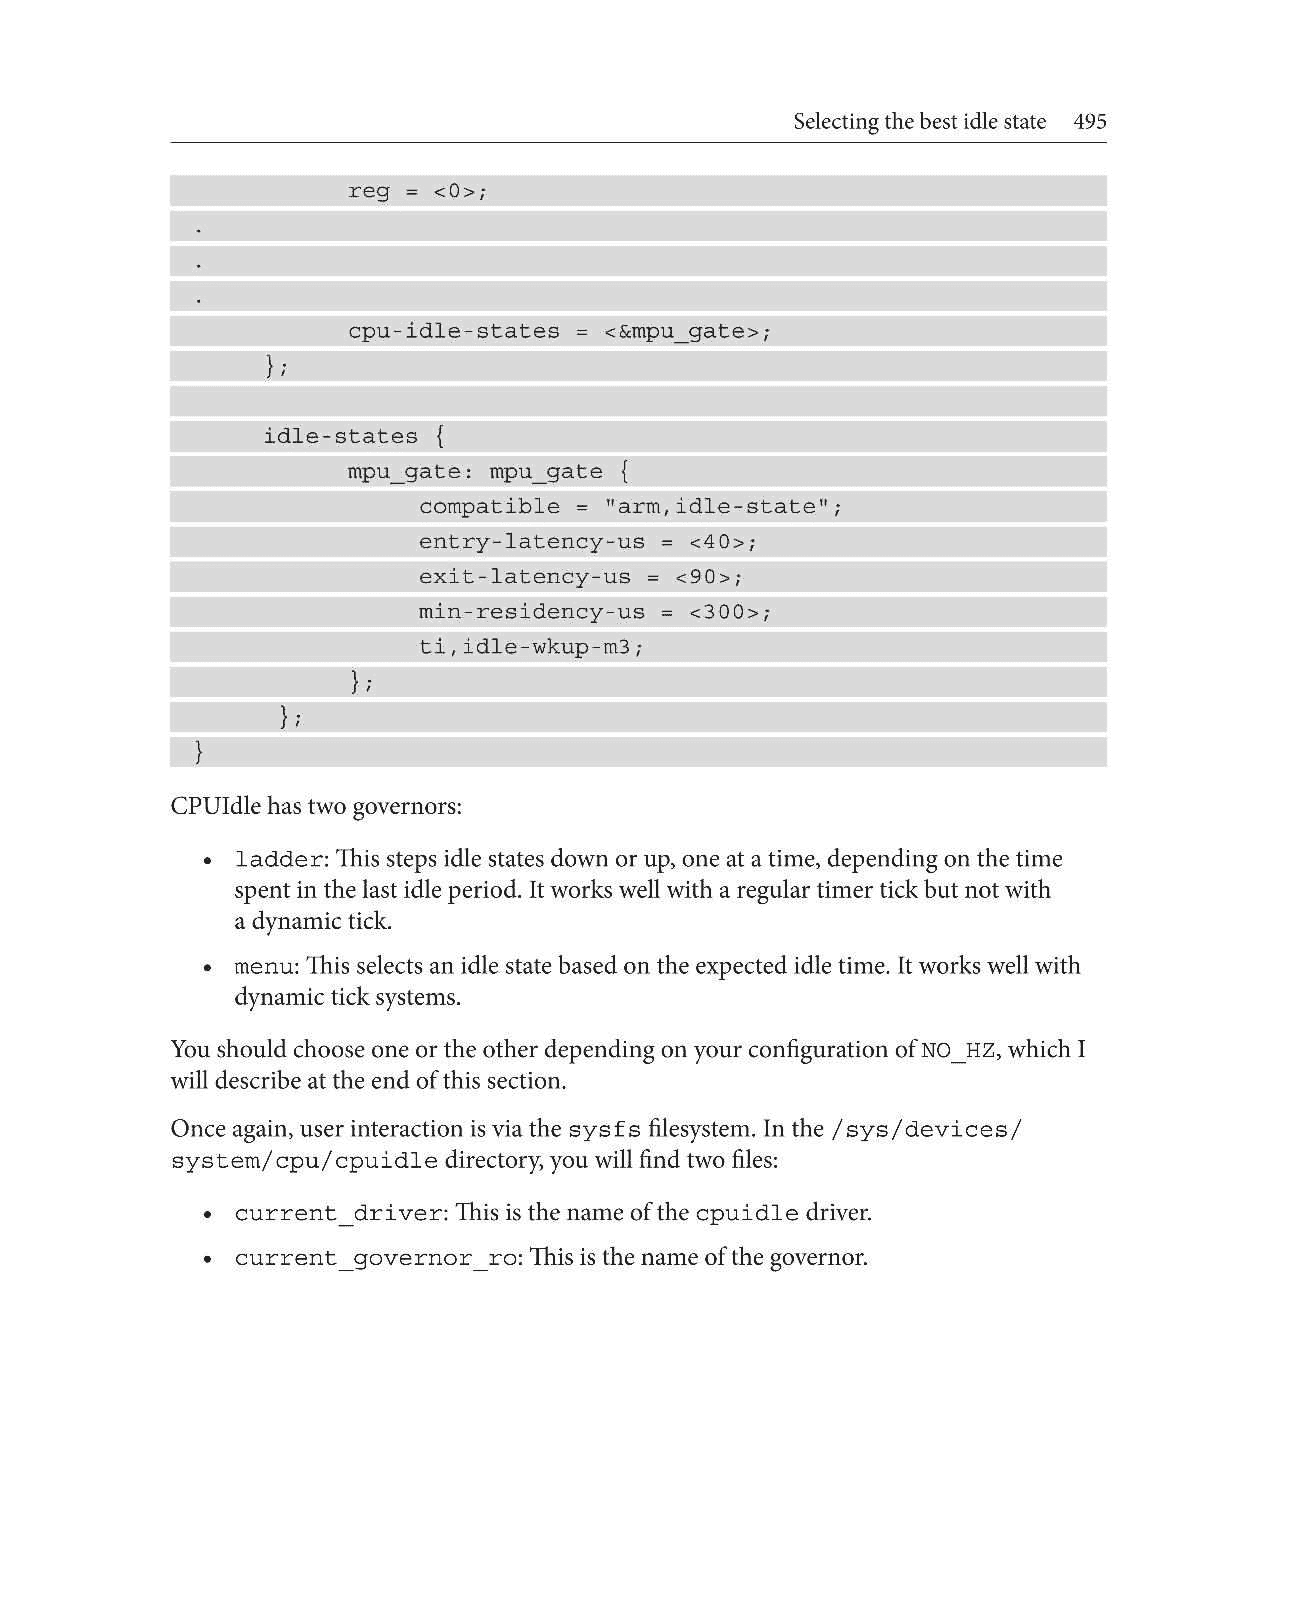 Selecting the best idle state 495
reg = <0>;
.
.
.
cpu-idle-states = <&mpu_gate>;
};
idle-states {
mpu_gate: mpu_gate {
compatible = "arm,idle-state";
entry-latency-us = <40>;
exit-latency-us = <90>;
min-residency-us = <300>;
ti,idle-wkup-m3;
};
};
}
CPUIdle has two governors:
• ladder: This steps idle states down or up, one at a time, depending on the time
spent in the last idle period. It works well with a regular timer tick but not with
a dynamic tick.
• menu: This selects an idle state based on the expected idle time. It works well with
dynamic tick systems.
You should choose one or the other depending on your configuration of NO_HZ, which I
will describe at the end of this section.
Once again, user interaction is via the sysfs filesystem. In the /sys/devices/
system/cpu/cpuidle directory, you will find two files:
• current_driver: This is the name of the cpuidle driver.
• current_governor_ro: This is the name of the governor.